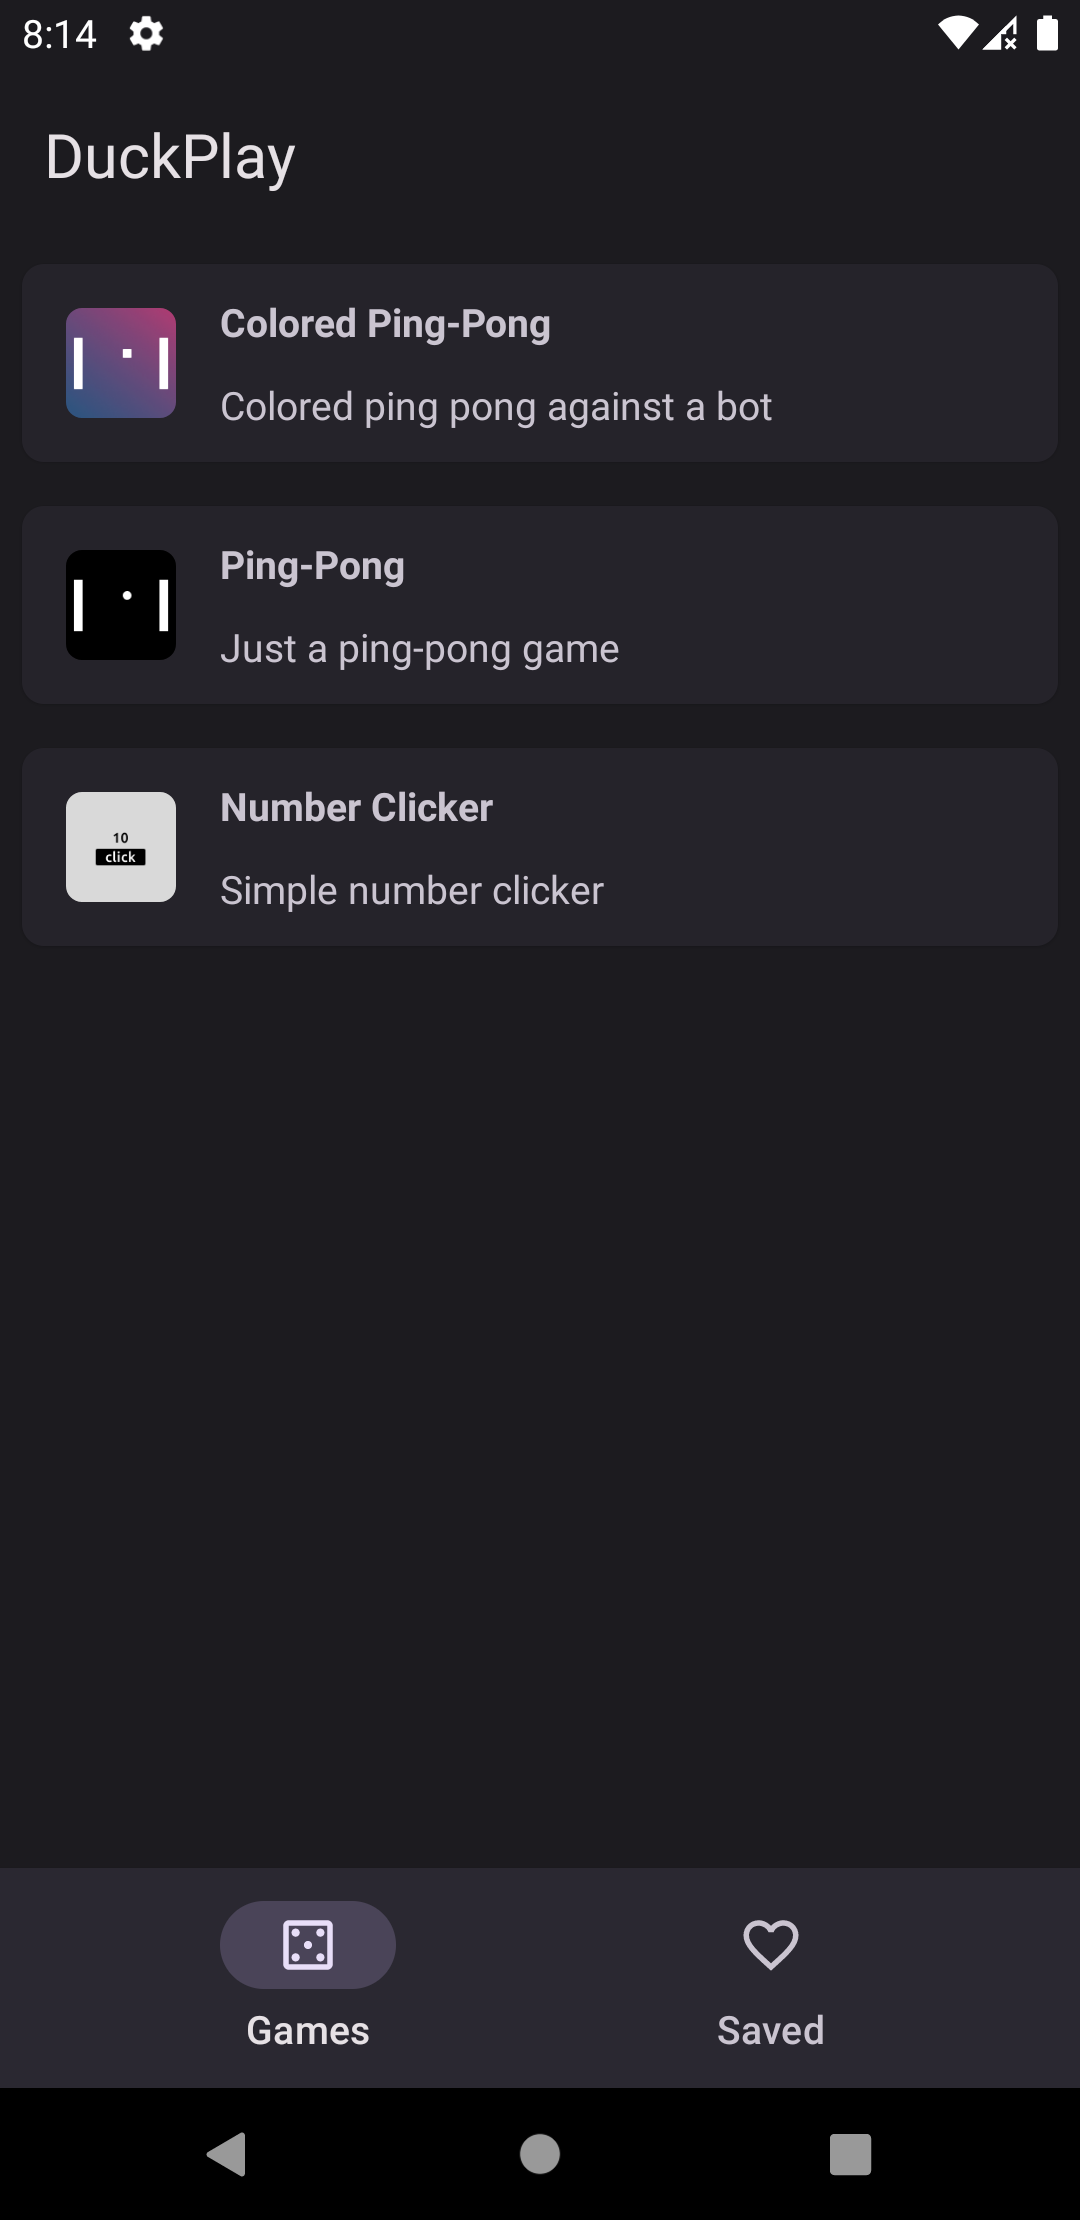 8:14
DuckPlay
Colored Ping-Pong
Colored ping pong against a bot
Ping-Pong
Just a ping-pong game
10
click
Number Clicker
Simple number clicker
Games
Saved